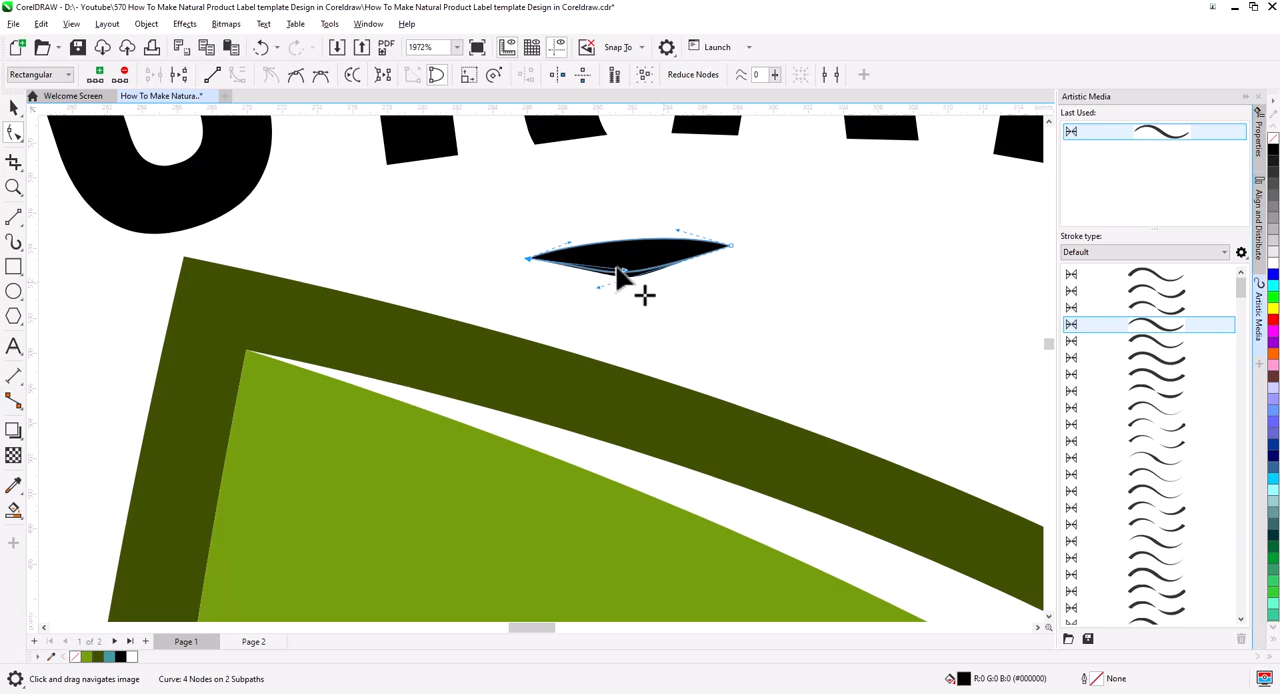 CorelDRAW - D:\- Youtube\570 How To Make Natural Product Label template Design in Coreldraw\How To Make Natural Product Label template Design in Coreldraw.cdr*
File Edit View Layout Object Effects Bitmaps Text Table Tools Window Help
PDF 1972% Snap To Launch
Rectangular Reduce Nodes 0
Welcome Screen How To Make Natura..*
Artistic Media
Last Used:
Properties
Align and Distribute
Artistic Media
Stroke type:
Default
points
1 of 2 Page 1 Page 2
Click and drag navigates image Curve: 4 Nodes on 2 Subpaths R:0 G:0 B:0 (#000000) None